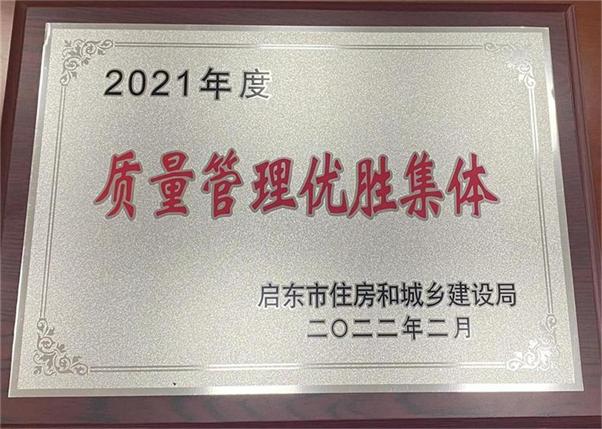 2021年度
质量管理优胜集体
启东市住房和城乡建设局
二〇二二年二月